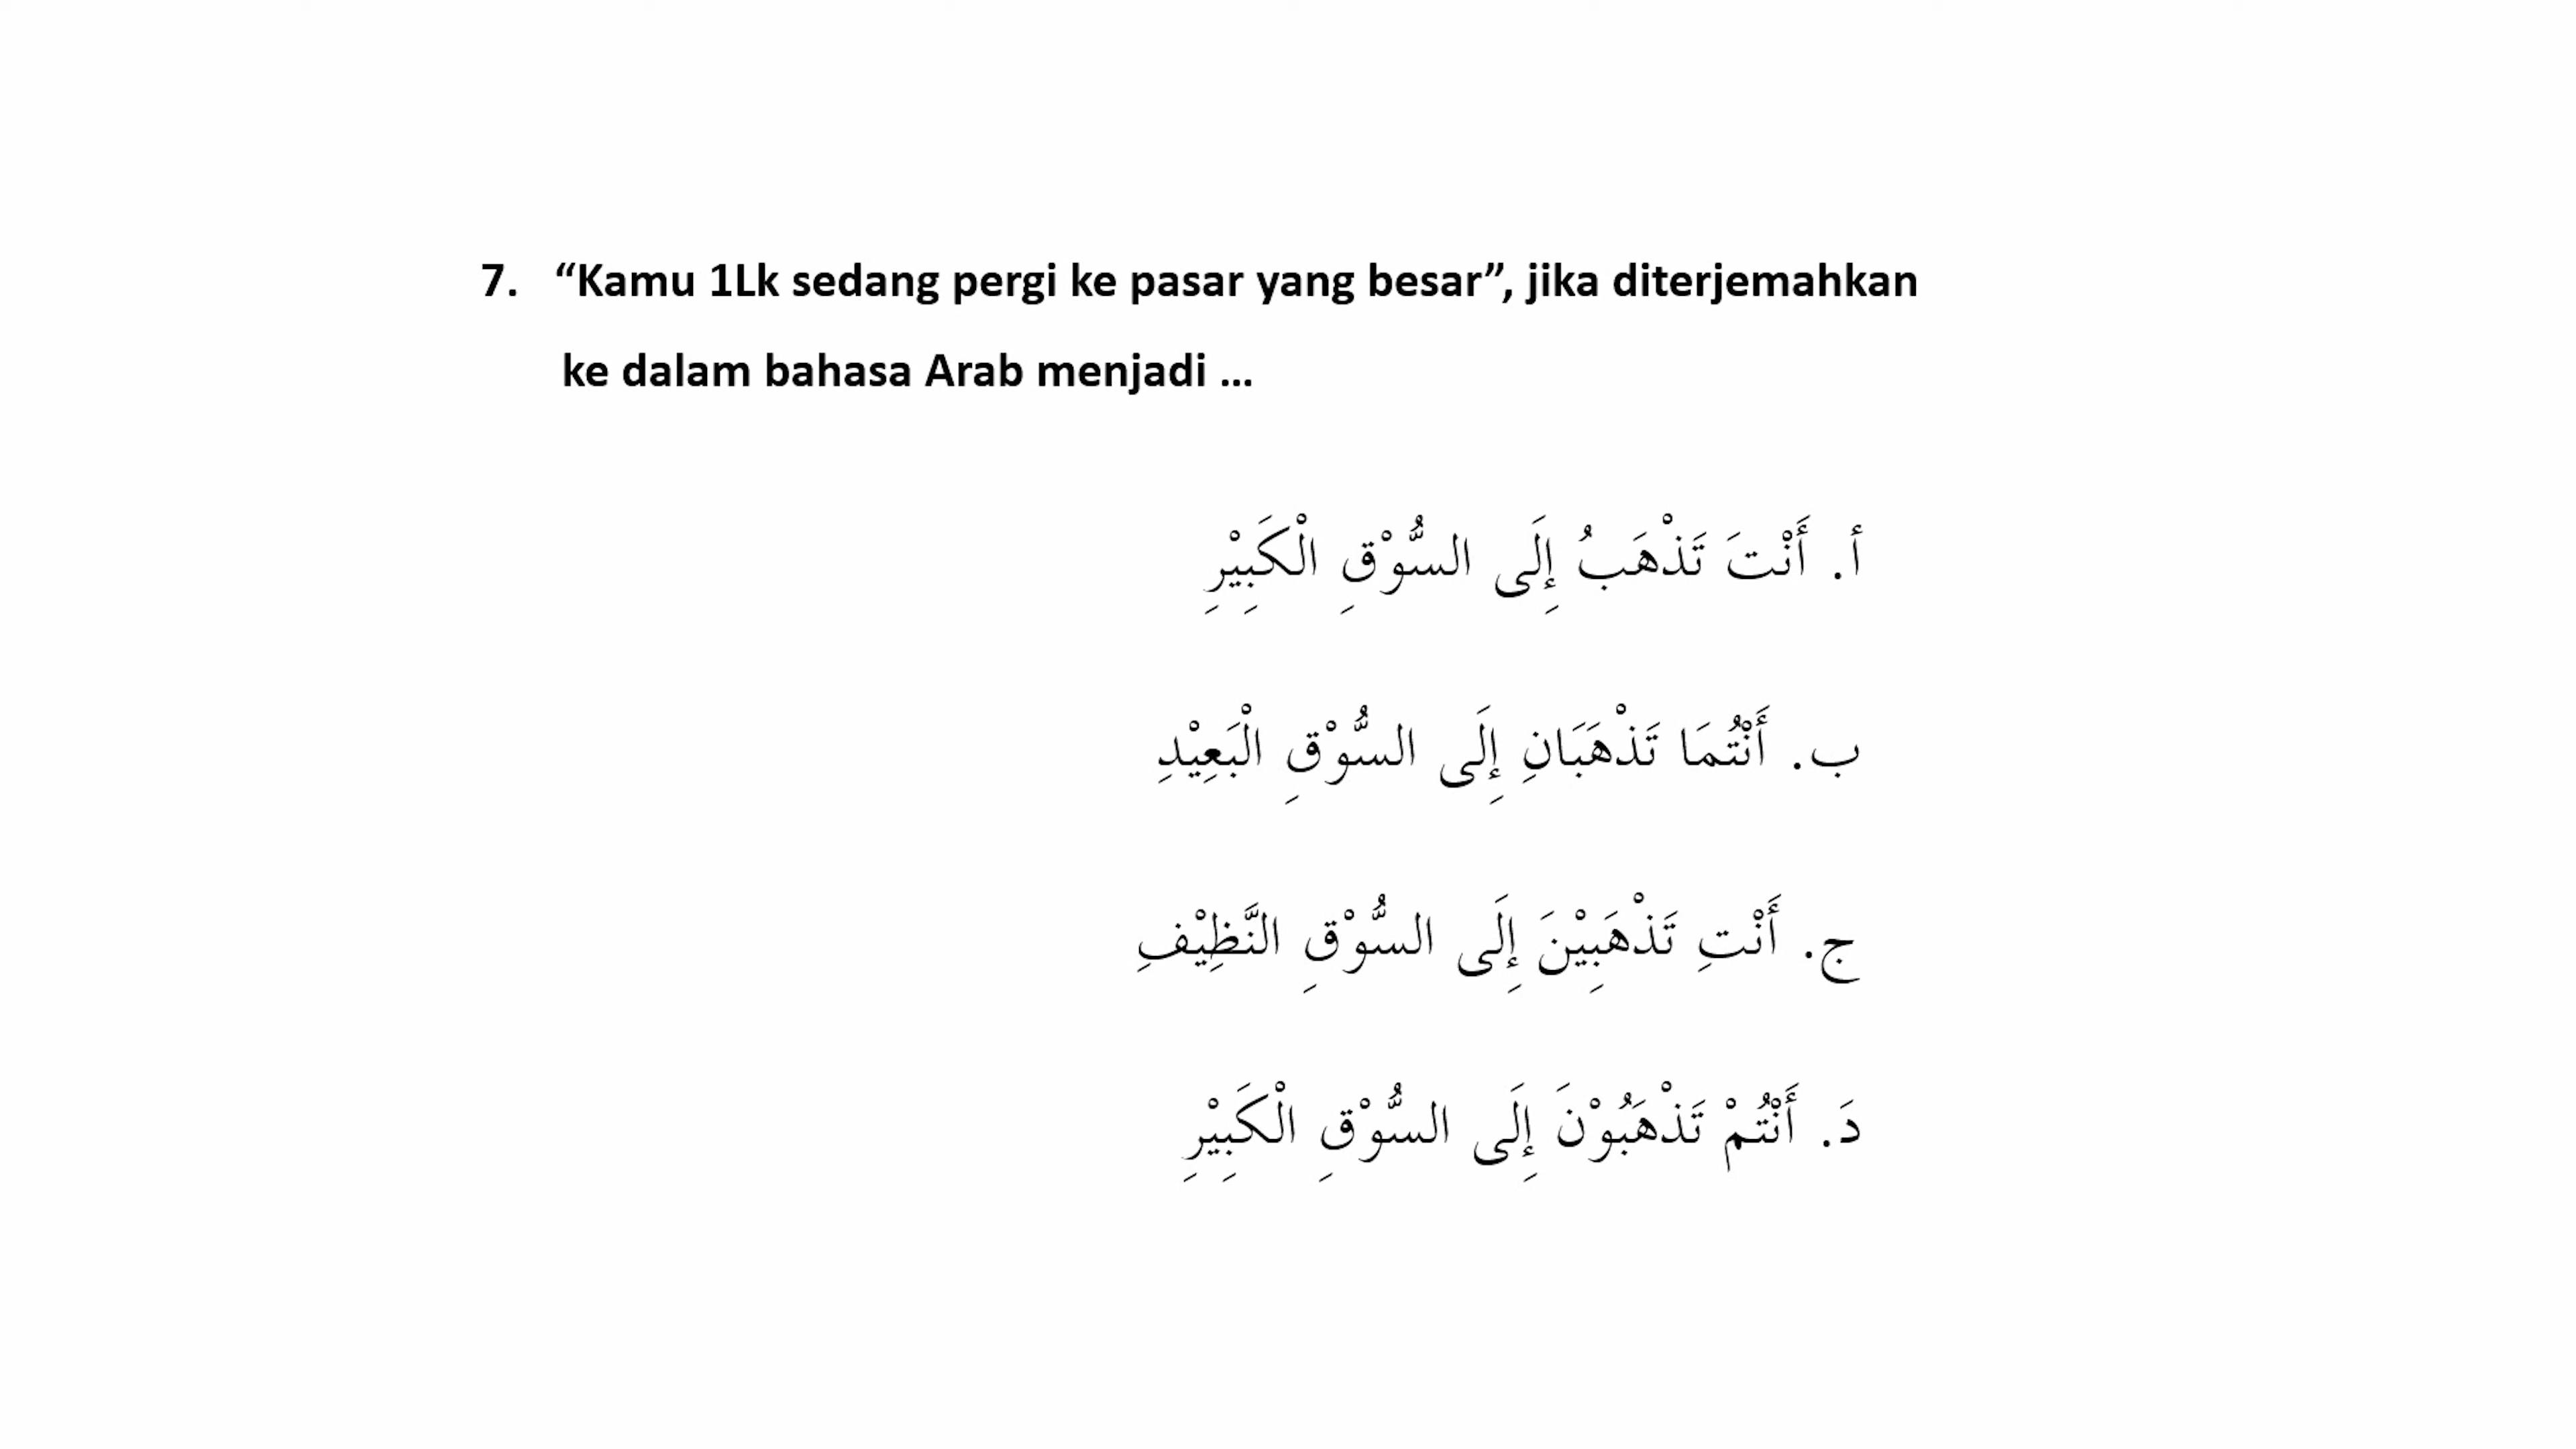 7. “Kamu 1Lk sedang pergi ke pasar yang besar”, jika diterjemahkan
ke dalam bahasa Arab menjadi ...
أ. أَنْتَ تَذْهَبُ إِلَى السُّوْقِ الْكَبِيْرِ
ب. أَنْتُمَا تَذْهَبَانِ إِلَى السُّوْقِ الْبَعِيْدِ
ج. أَنْتِ تَذْهَبِيْنَ إِلَى السُّوْقِ النَّظِيْفِ
دَ. أَنْتُمْ تَذْهَبُوْنَ إِلَى السُّوْقِ الْكَبِيْرِ